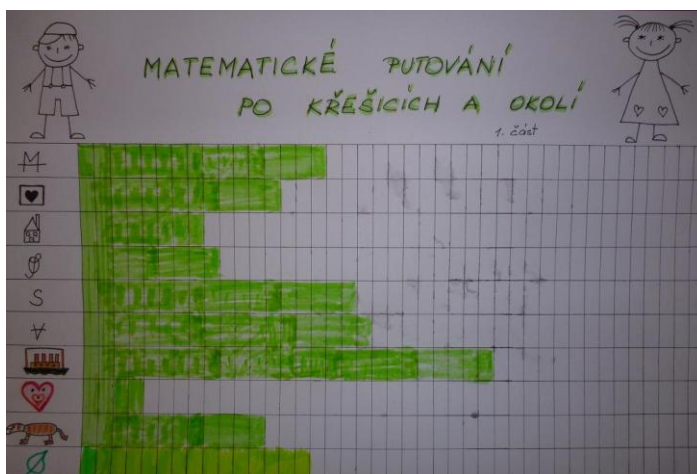 MATEMATICKÉ PUTOVÁNÍ
PO KŘEŠICÍCH A OKOLÍ
1. část
M
S